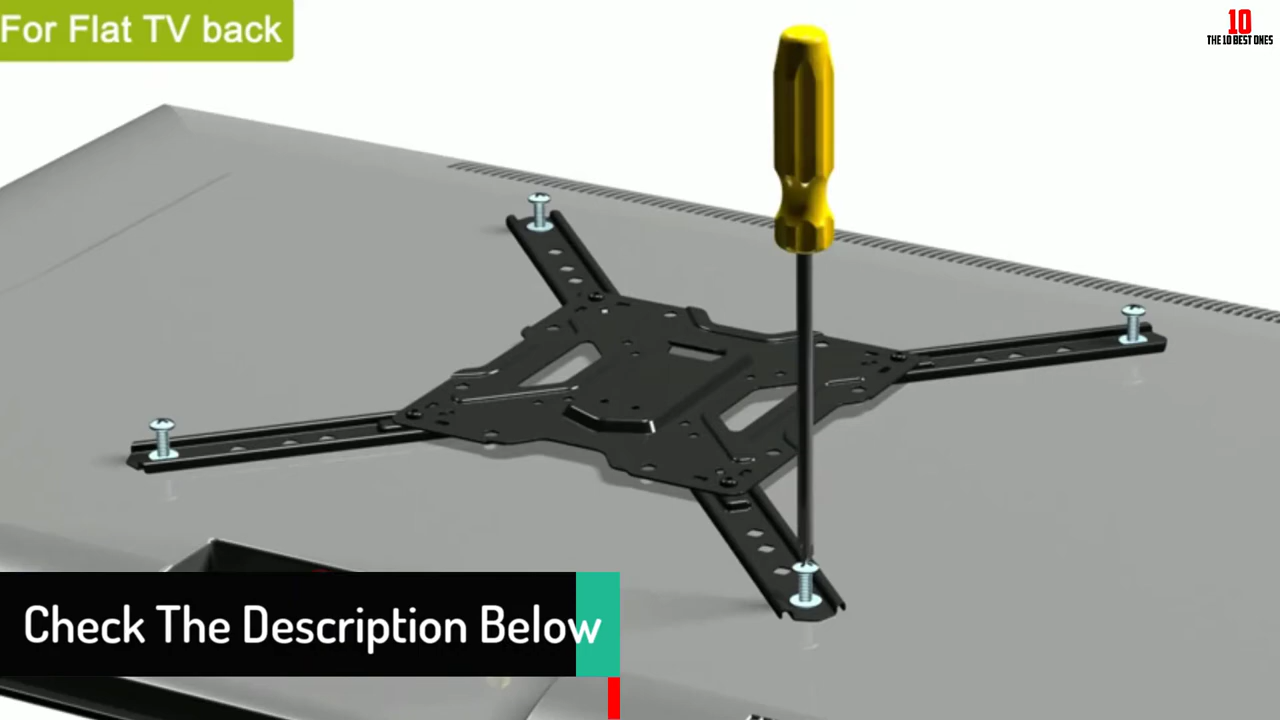 For Flat TV back
10
THE 10 BEST ONES
Check The Description Below